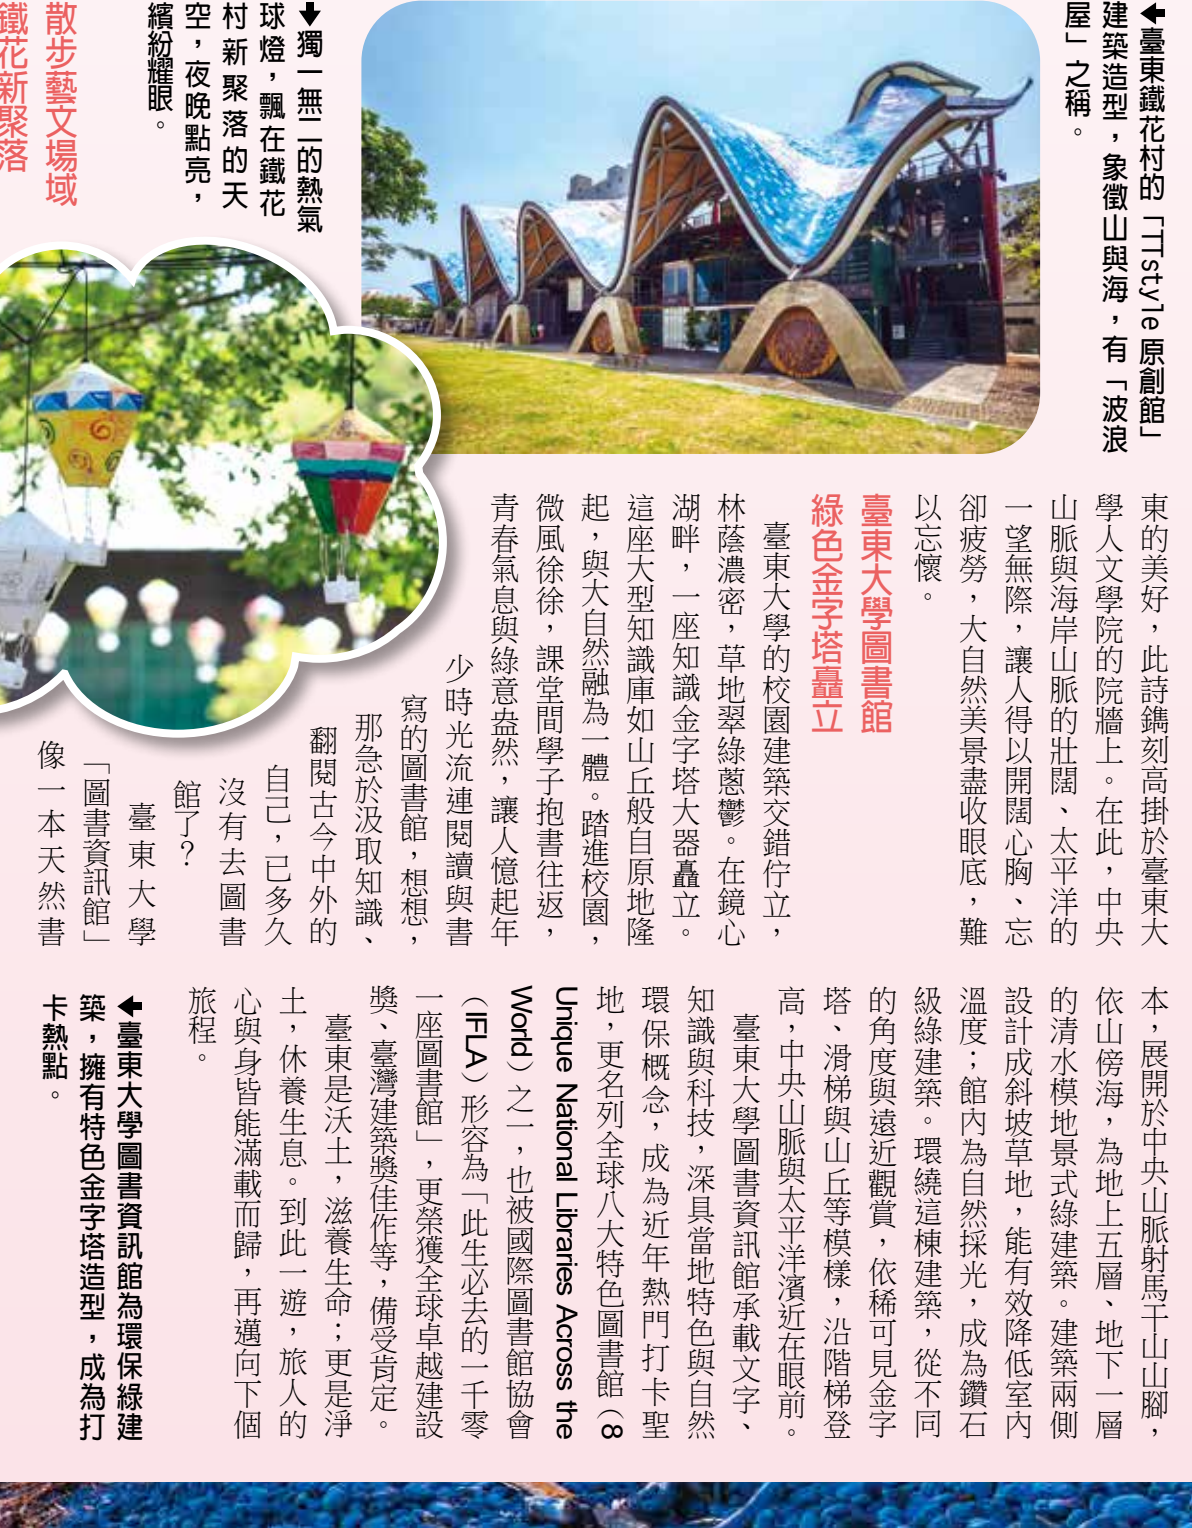 ←臺東鐵花村的「TTstyle原創館」
建築造型，象徵山與海，有「波浪
屋」之稱。
↓獨一無二的熱氣
球燈，飄在鐵花
村新聚落的天
空，夜晚點亮，
繽紛耀眼。
散步藝文場域
鐵花新聚落
東的美好，此詩鐫刻高掛於臺東大
學人文學院的院牆上。在此，中央
山脈與海岸山脈的壯闊、太平洋的
一望無際，讓人得以開闊心胸、忘
卻疲勞，大自然美景盡收眼底，難
以忘懷。
臺東大學圖書館
綠色金字塔矗立
臺東大學的校園建築交錯佇立，
林蔭濃密，草地翠綠蔥鬱。在鏡心
湖畔，一座知識金字塔大器矗立。
這座大型知識庫如山丘般自原地隆
起，與大自然融為一體。踏進校園，
微風徐徐，課堂間學子抱書往返，
青春氣息與綠意盎然，讓人憶起年
少時光流連閱讀與書
寫的圖書館，想想，
那急於汲取知識、
翻閱古今中外的
自己，已多久
沒有去圖書
館了？
臺東大學
「圖書資訊館」
像一本天然書
本，展開於中央山脈射馬干山山腳，
依山傍海，為地上五層、地下一層
的清水模地景式綠建築。建築兩側
設計成斜坡草地，能有效降低室內
溫度；館內為自然採光，成為鑽石
級綠建築。環繞這棟建築，從不同
的角度與遠近觀賞，依稀可見金字
塔、滑梯與山丘等模樣，沿階梯登
高，中央山脈與太平洋濱近在眼前。
臺東大學圖書資訊館承載文字、
知識與科技，深具當地特色與自然
環保概念，成為近年熱門打卡聖
地，更名列全球八大特色圖書館（8
Unique National Libraries Across the
World）之一，也被國際圖書館協會
（IFLA）形容為「此生必去的一千零
一座圖書館」，更榮獲全球卓越建設
獎、臺灣建築獎佳作等，備受肯定。
臺東是沃土，滋養生命；更是淨
土，休養生息。到此一遊，旅人的
心與身皆能滿載而歸，再邁向下個
旅程。
←臺東大學圖書資訊館為環保綠建
築，擁有特色金字塔造型，成為打
卡熱點。